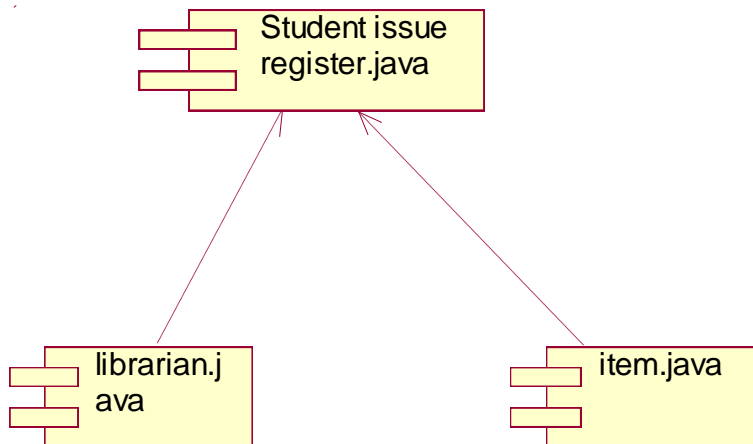 Student issue
register.java
librarian.j
ava
item.java